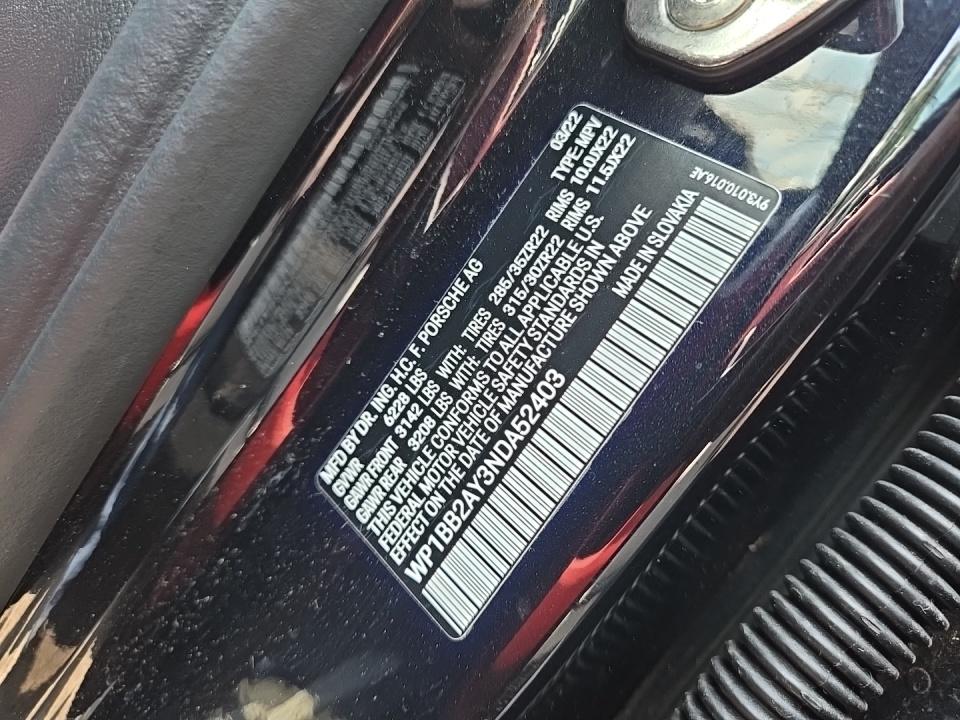 MFD BY DR. ING. H.C. F. PORSCHE AG 03/22
GVWR 6228 LBS TYPE: MPV
GAWR FRONT 3142 LBS WITH: TIRES 285/35ZR22 RIMS 10.0JX22
GAWR REAR 3208 LBS WITH: TIRES 315/30ZR22 RIMS 11.5JX22
THIS VEHICLE CONFORMS TO ALL APPLICABLE U.S.
FEDERAL MOTOR VEHICLE SAFETY STANDARDS IN
EFFECT ON THE DATE OF MANUFACTURE SHOWN ABOVE
WP1BB2AY3NDA52403 MADE IN SLOVAKIA
9Y3.010.016.AE